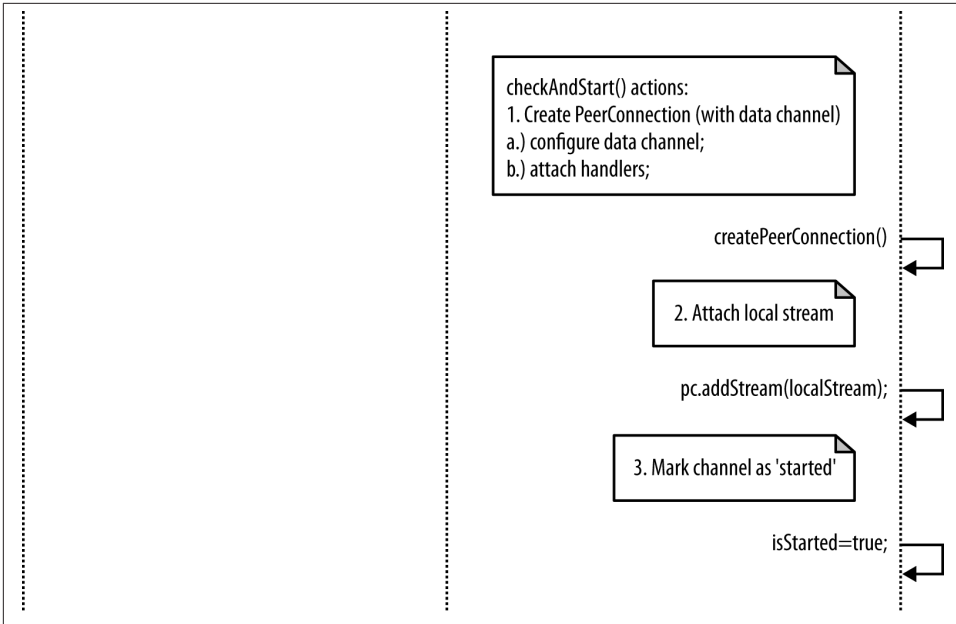 checkAndStart() actions:
1. Create PeerConnection (with data channel)
a.) configure data channel;
b.) attach handlers;
createPeerConnection()
2. Attach local stream
pc.addStream(localStream);
3. Mark channel as 'started'
isStarted=true;